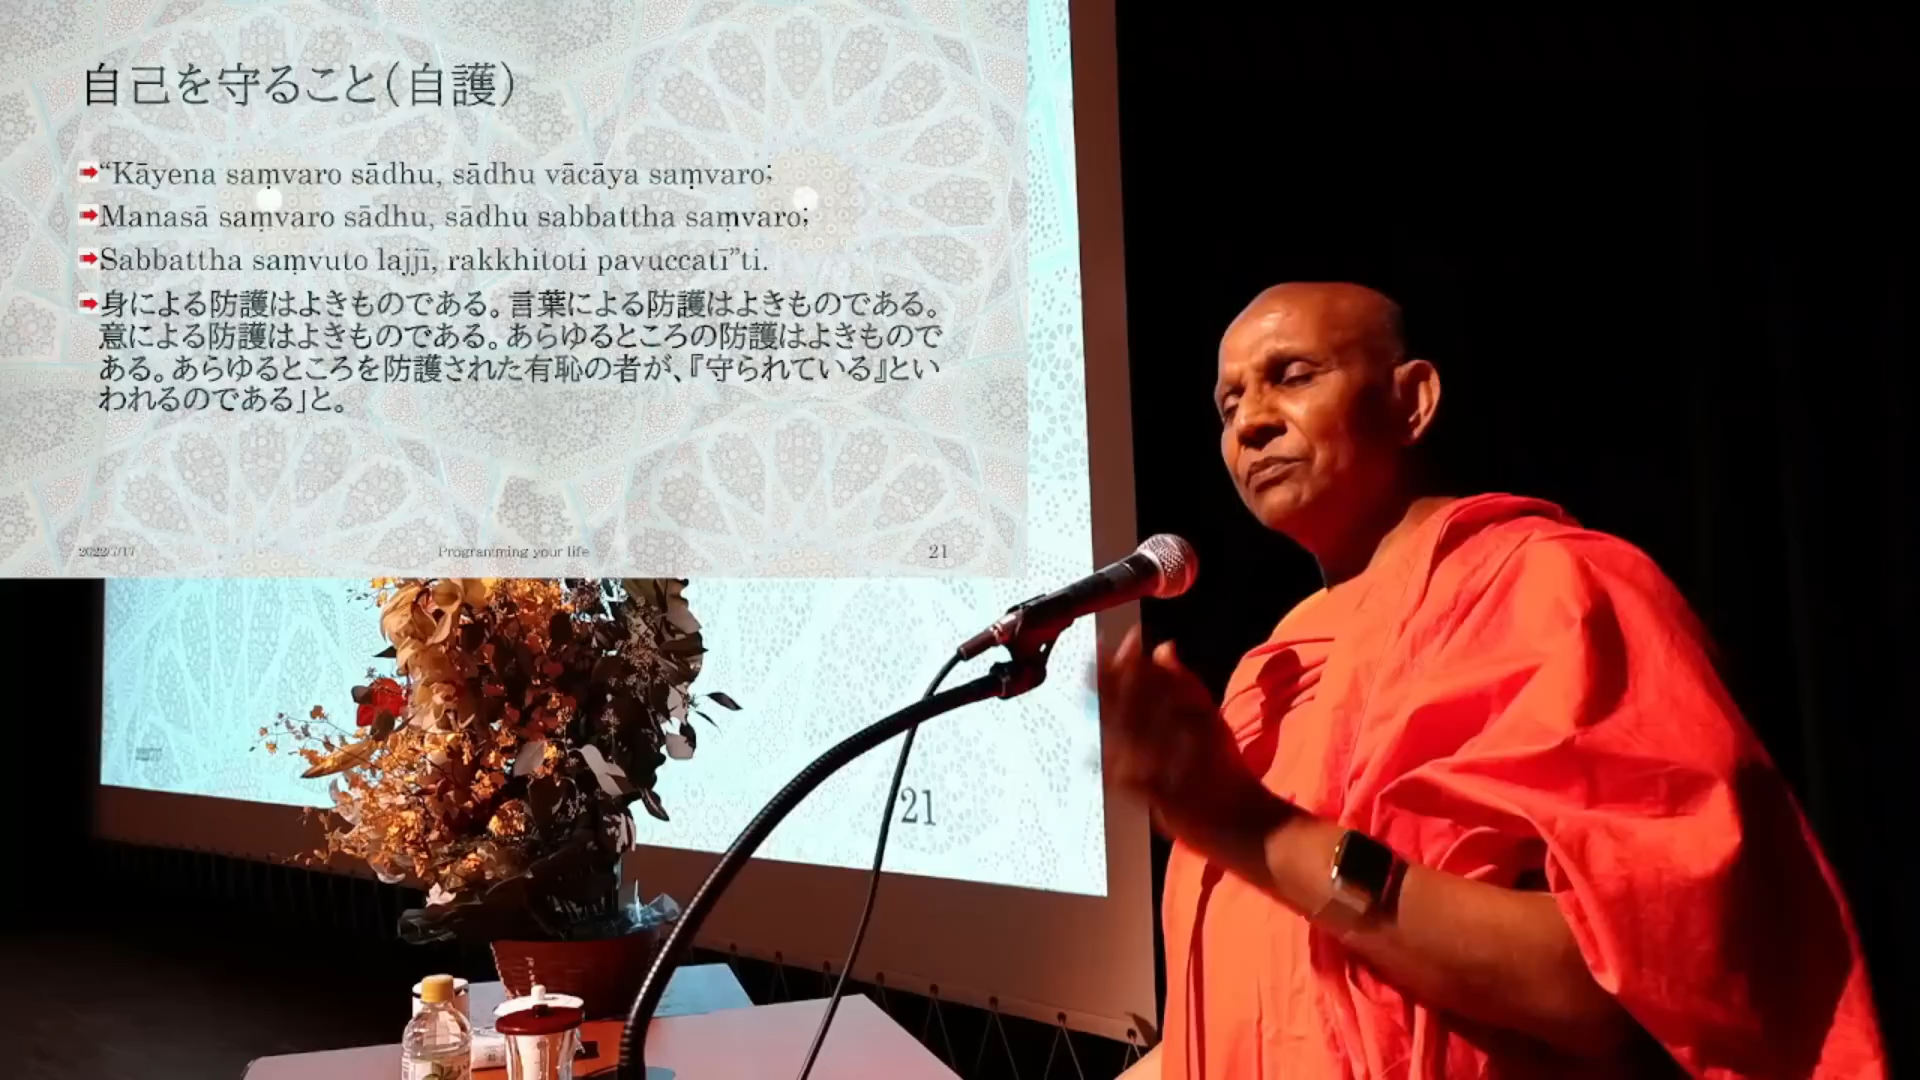 自己を守ること(自護)
“Kāyena saṃvaro sādhu, sādhu vācāya saṃvaro;
Manasā saṃvaro sādhu, sādhu sabbattha saṃvaro;
Sabbattha saṃvuto lajjī, rakkhitoti pavuccatī”ti.
身による防護はよきものである。言葉による防護はよきものである。
意による防護はよきものである。あらゆるところの防護はよきもので
ある。あらゆるところを防護された有恥の者が、『守られている』とい
われるのである」と。
2022/7/17 Programming your life 21
21